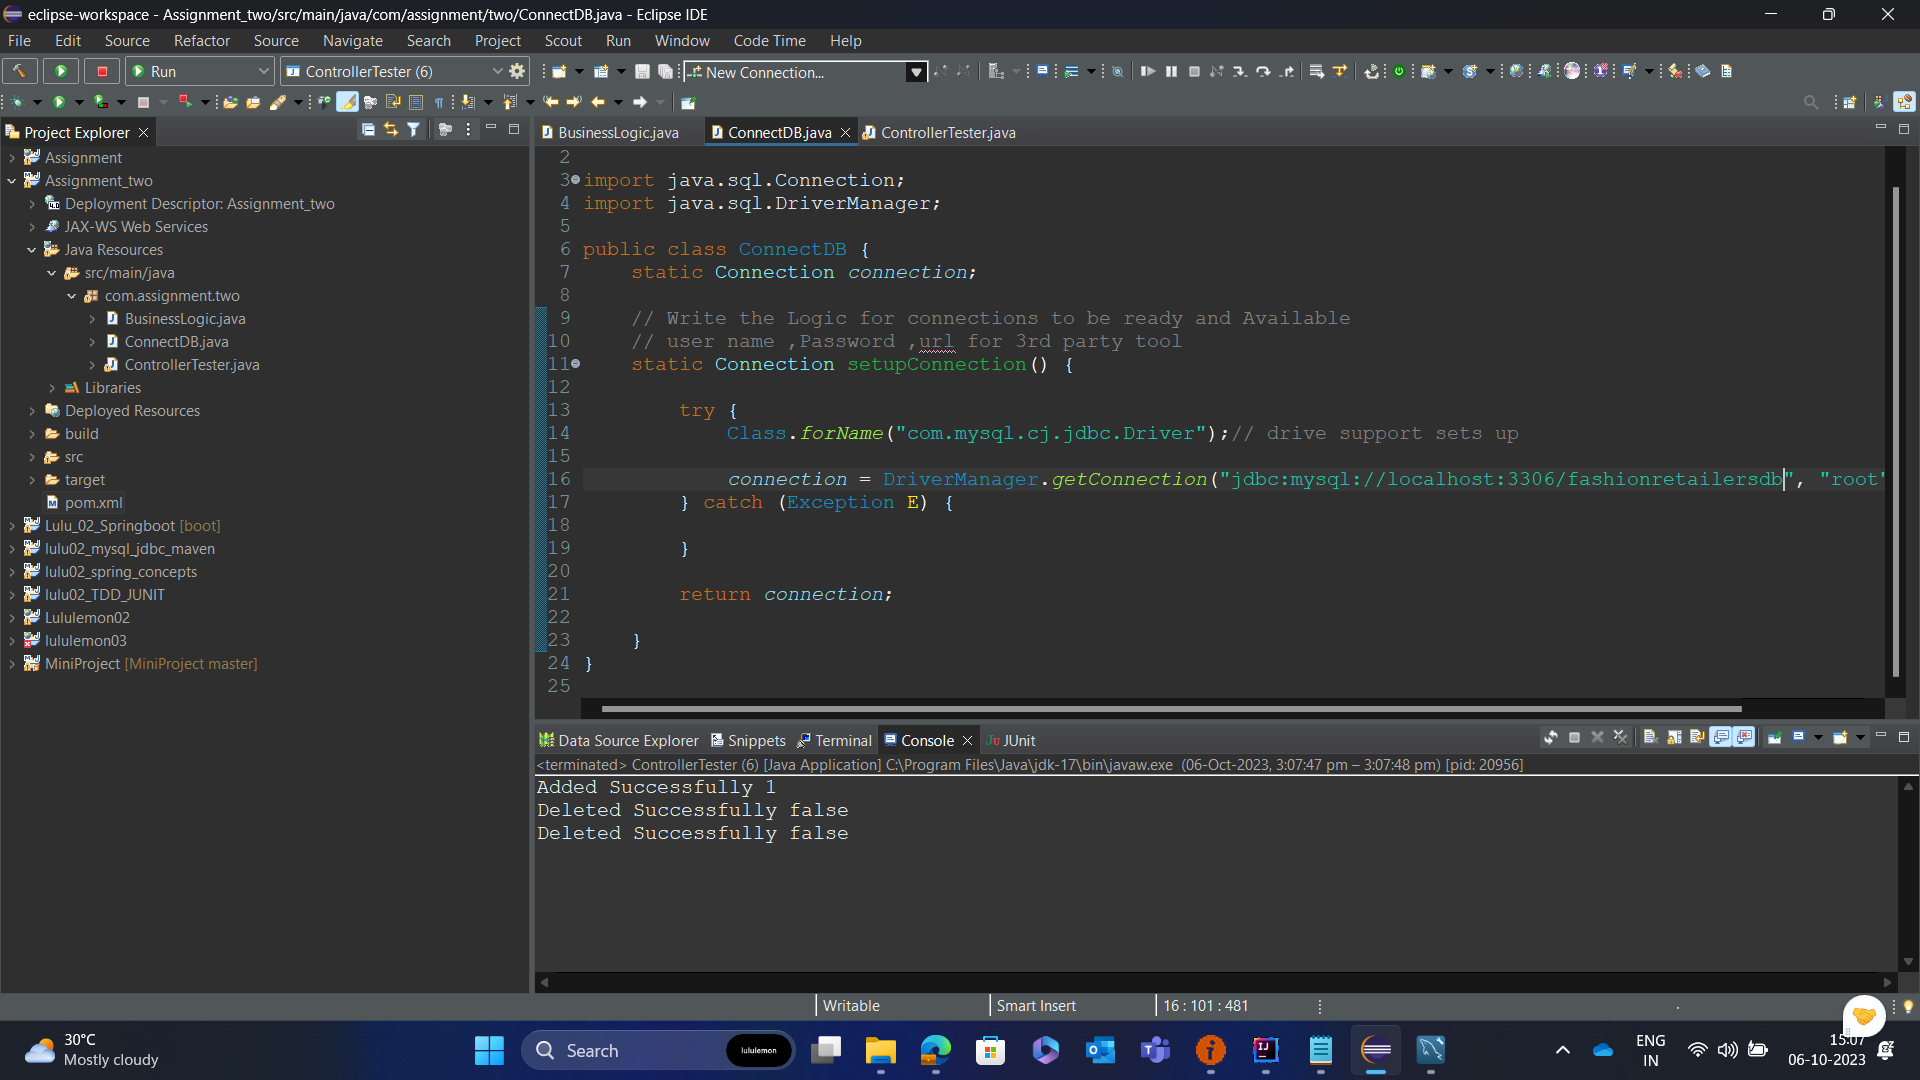 eclipse-workspace - Assignment_two/src/main/java/com/assignment/two/ConnectDB.java - Eclipse IDE
File Edit Source Refactor Source Navigate Search Project Scout Run Window Code Time Help
Run ControllerTester (6) New Connection...
Project Explorer
Assignment
Assignment_two
Deployment Descriptor: Assignment_two
JAX-WS Web Services
Java Resources
src/main/java
com.assignment.two
BusinessLogic.java
ConnectDB.java
ControllerTester.java
Libraries
Deployed Resources
build
src
target
pom.xml
Lulu_02_Springboot [boot]
lulu02_mysql_jdbc_maven
lulu02_spring_concepts
lulu02_TDD_JUNIT
Lululemon02
lululemon03
MiniProject [MiniProject master]
BusinessLogic.java ConnectDB.java ControllerTester.java
2
3 import java.sql.Connection;
4 import java.sql.DriverManager;
5
6 public class ConnectDB {
7 static Connection connection;
8
9 // Write the Logic for connections to be ready and Available
10 // user name ,Password ,url for 3rd party tool
11 static Connection setupConnection() {
12
13 try {
14 Class.forName("com.mysql.cj.jdbc.Driver");// drive support sets up
15
16 connection = DriverManager.getConnection("jdbc:mysql://localhost:3306/fashionretailersdb", "root"
17 } catch (Exception E) {
18
19 }
20
21 return connection;
22
23 }
24 }
25
Data Source Explorer Snippets Terminal Console JUnit
<terminated> ControllerTester (6) [Java Application] C:\Program Files\Java\jdk-17\bin\javaw.exe (06-Oct-2023, 3:07:47 pm – 3:07:48 pm) [pid: 20956]
Added Successfully 1
Deleted Successfully false
Deleted Successfully false
Writable Smart Insert 16 : 101 : 481
30°C
Mostly cloudy
Search
lululemon
ENG
IN
15:07
06-10-2023